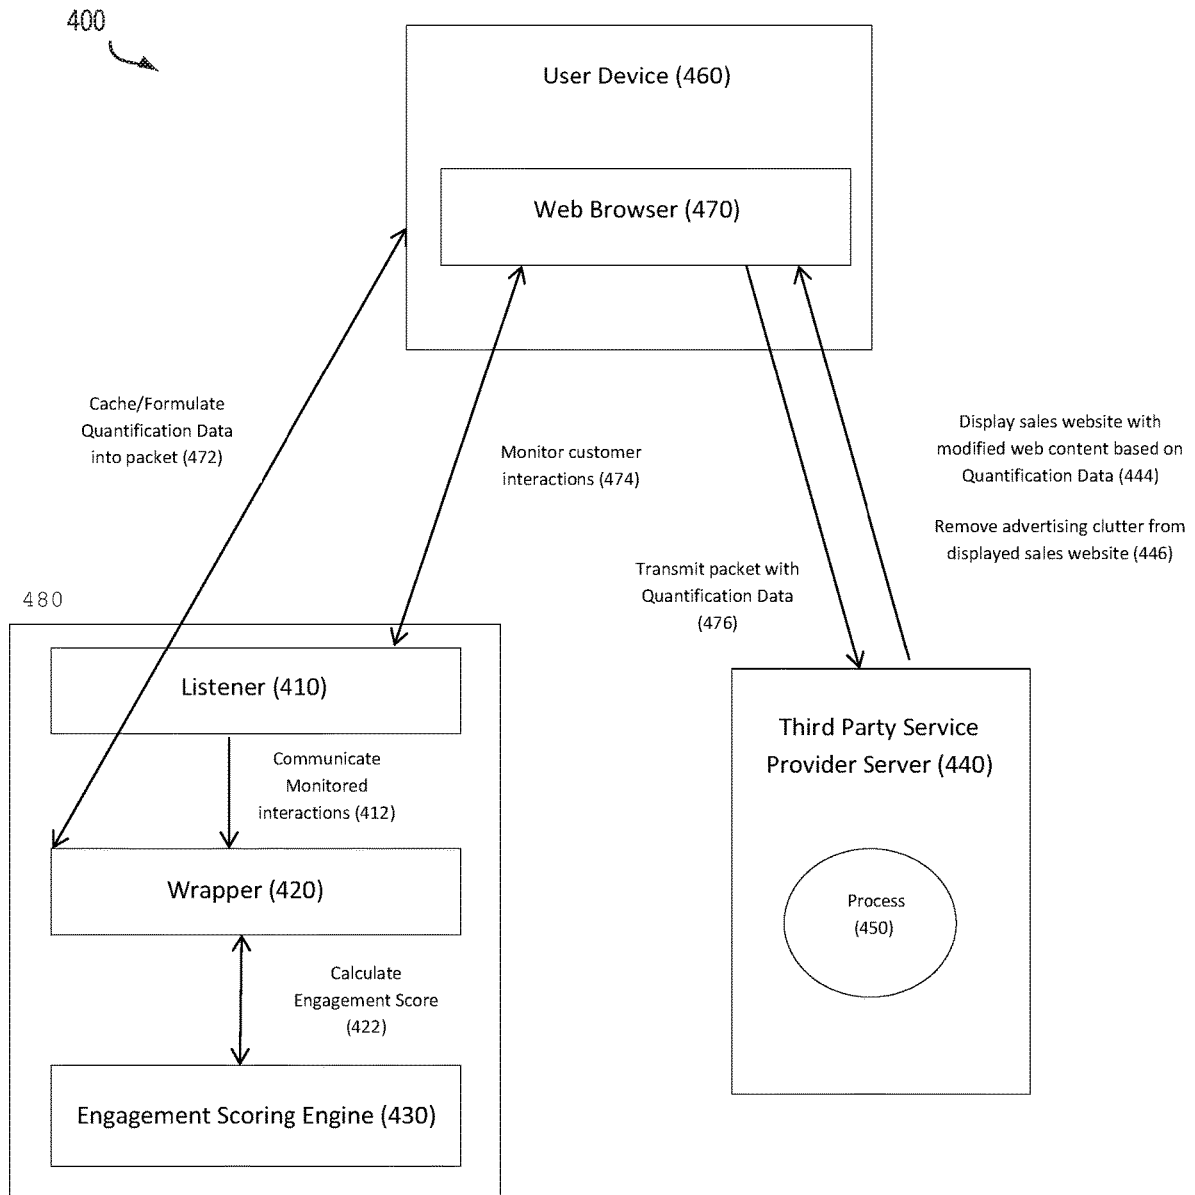 400
User Device (460)
Web Browser (470)
Cache/Formulate
Quantification Data
into packet (472)
Monitor customer
interactions (474)
Display sales website with
modified web content based on
Quantification Data (444)
Remove advertising clutter from
displayed sales website (446)
Transmit packet with
Quantification Data
(476)
480
Listener (410)
Communicate
Monitored
interactions (412)
Wrapper (420)
Calculate
Engagement Score
(422)
Engagement Scoring Engine (430)
Third Party Service
Provider Server (440)
Process
(450)